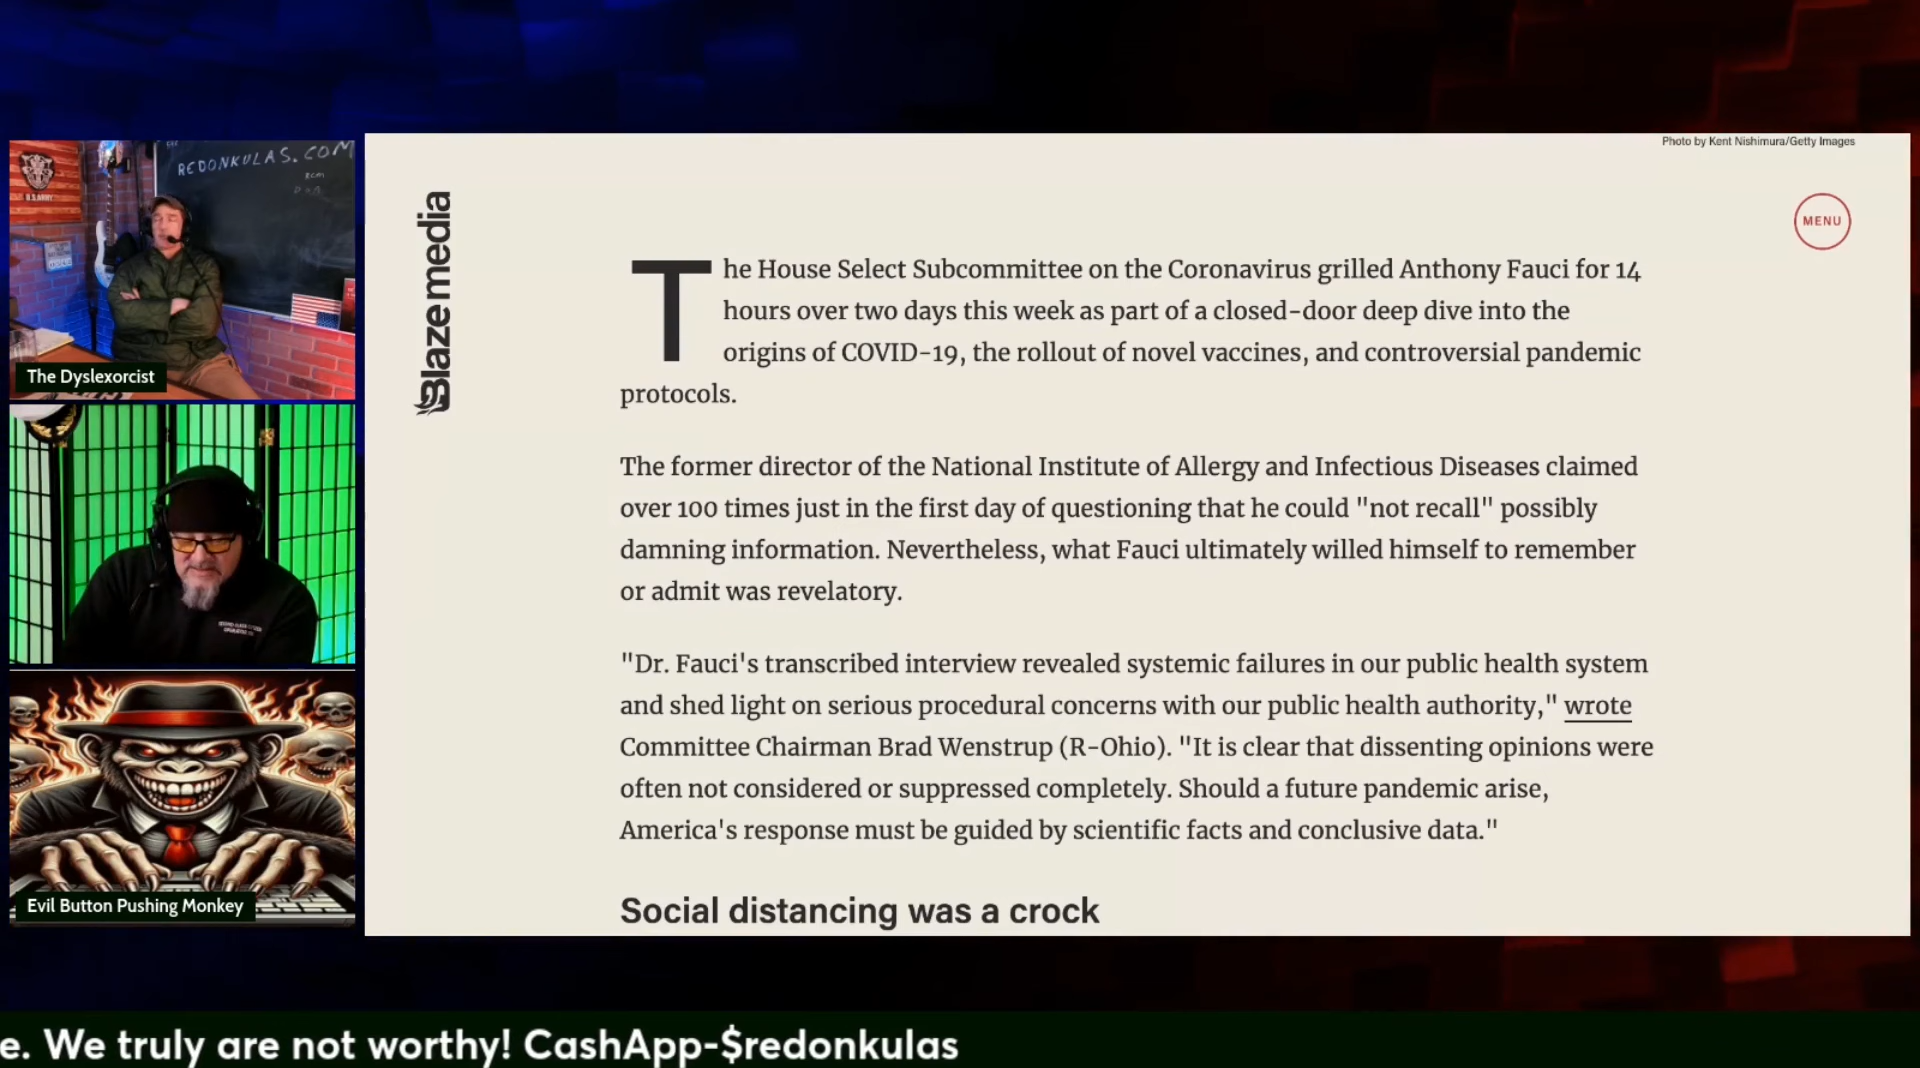 Photo by Kent Nishimura/Getty Images
REDONKULAS.COM
U.S. ARMY
The Dyslexorcist
Evil Button Pushing Monkey
Blaze media
MENU
The House Select Subcommittee on the Coronavirus grilled Anthony Fauci for 14
hours over two days this week as part of a closed-door deep dive into the
origins of COVID-19, the rollout of novel vaccines, and controversial pandemic
protocols.
The former director of the National Institute of Allergy and Infectious Diseases claimed
over 100 times just in the first day of questioning that he could "not recall" possibly
damning information. Nevertheless, what Fauci ultimately willed himself to remember
or admit was revelatory.
"Dr. Fauci's transcribed interview revealed systemic failures in our public health system
and shed light on serious procedural concerns with our public health authority," wrote
Committee Chairman Brad Wenstrup (R-Ohio). "It is clear that dissenting opinions were
often not considered or suppressed completely. Should a future pandemic arise,
America's response must be guided by scientific facts and conclusive data."
Social distancing was a crock
e. We truly are not worthy! CashApp-$redonkulas